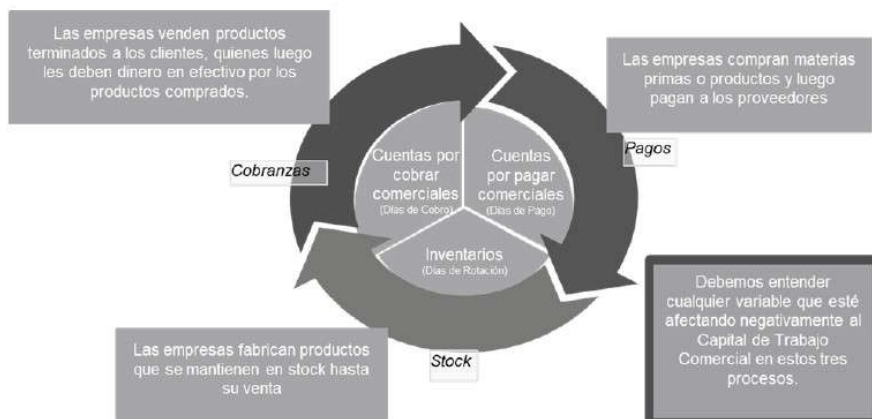 Las empresas venden productos
terminados a los clientes, quienes luego
les deben dinero en efectivo por los
productos comprados.
Las empresas compran materias
primas o productos y luego
pagan a los proveedores
Cobranzas
Cuentas por
cobrar
comerciales
(Días de Cobro)
Cuentas
por pagar
comerciales
(Días de Pago)
Pagos
Inventarios
(Días de Rotación)
Las empresas fabrican productos
que se mantienen en stock hasta
su venta
Stock
Debemos entender
cualquier variable que esté
afectando negativamente al
Capital de Trabajo
Comercial en estos tres
procesos.